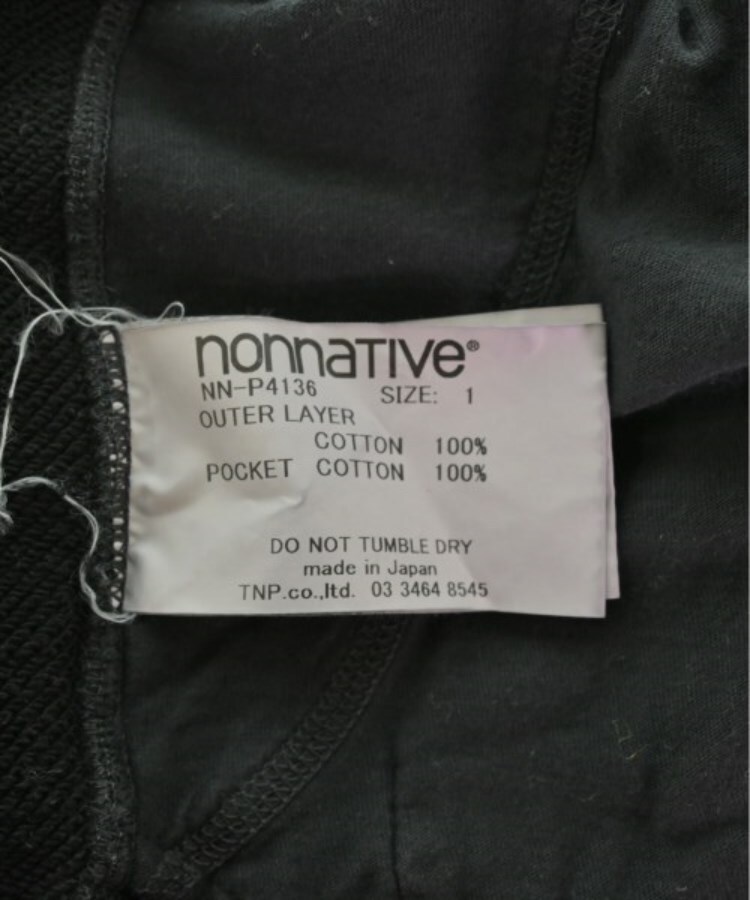 nonnative®
NN-P4136 SIZE: 1
OUTER LAYER
COTTON 100%
POCKET COTTON 100%
DO NOT TUMBLE DRY
made in Japan
TNP.co.,ltd. 03 3464 8545